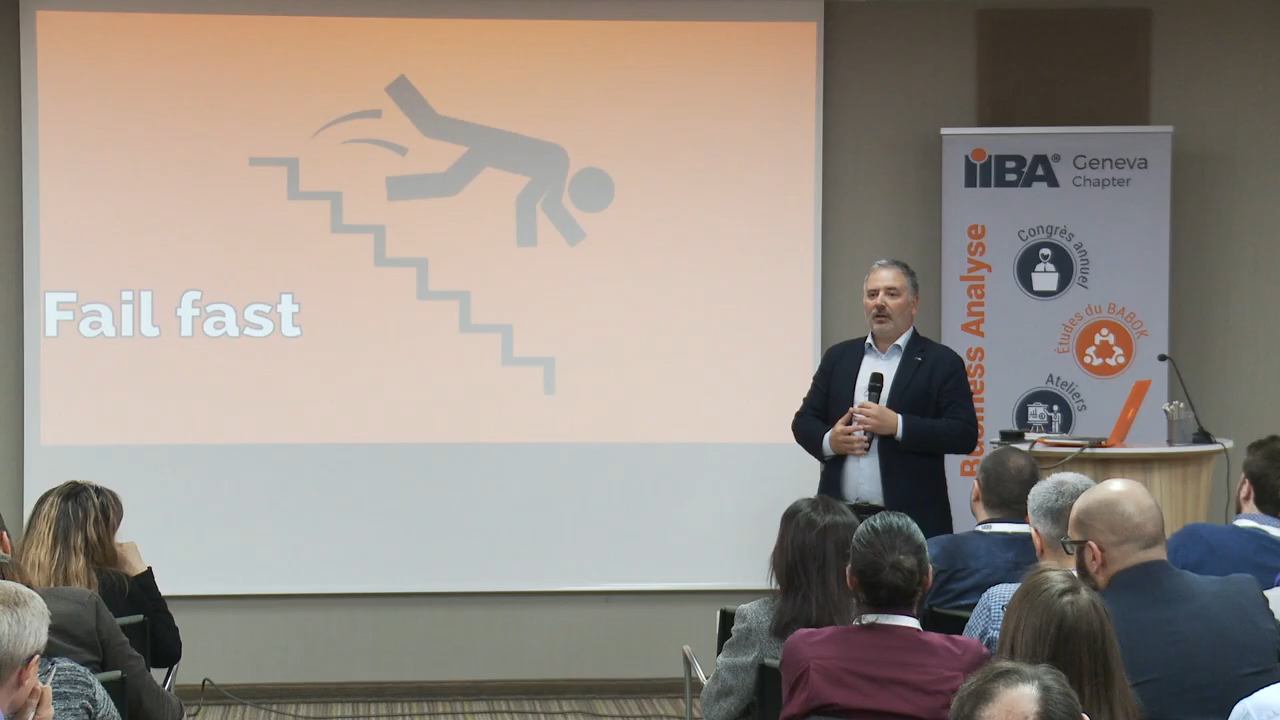 Fail fast
iiBA® Geneva
Chapter
Business Analyse
Congrès annuel
Études du BABOK
Ateliers